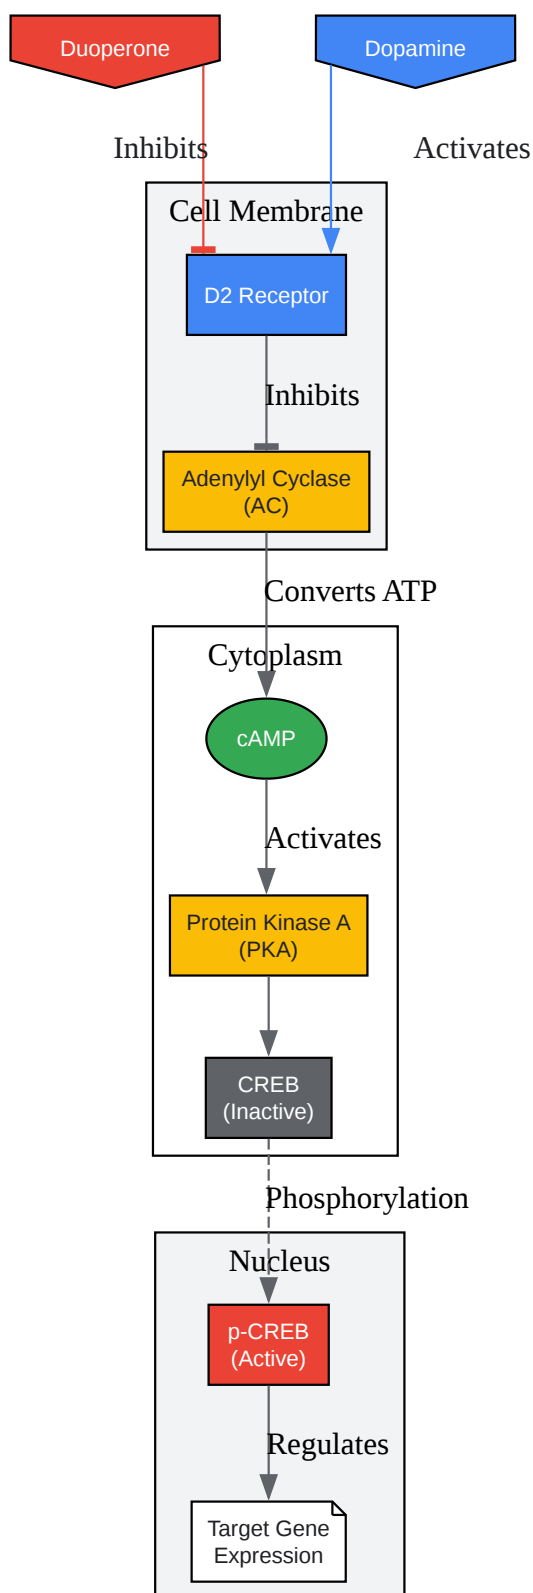 Duoperone
Dopamine
Inhibits
Activates
Cell Membrane
D2 Receptor
Inhibits
Adenylyl Cyclase
(AC)
Converts ATP
Cytoplasm
cAMP
Activates
Protein Kinase A
(PKA)
CREB
(Inactive)
Phosphorylation
Nucleus
p-CREB
(Active)
Regulates
Target Gene
Expression